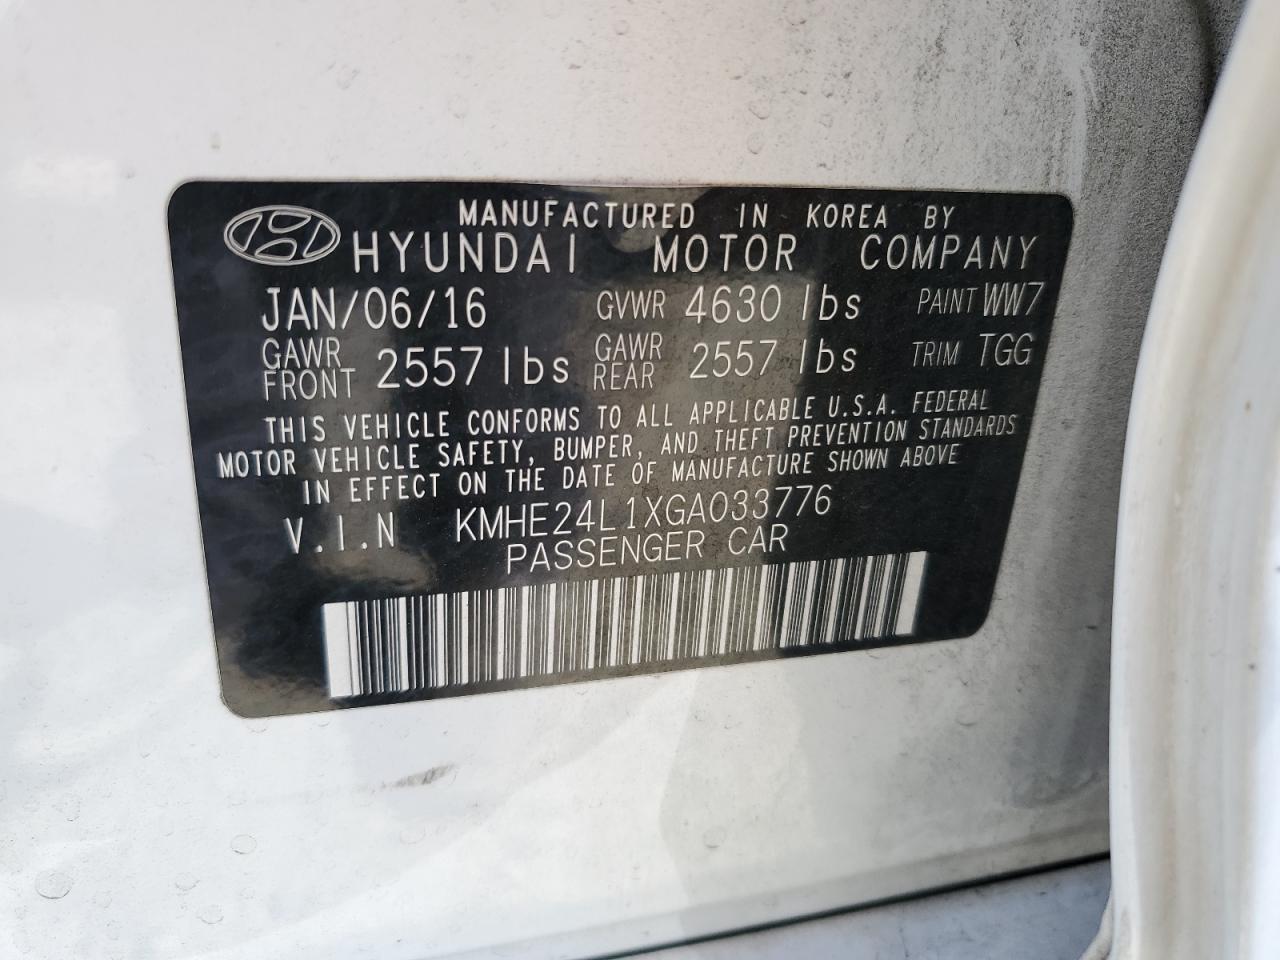 MANUFACTURED IN KOREA BY
HYUNDAI MOTOR COMPANY
JAN/06/16 GVWR 4630 lbs PAINT WW7
GAWR FRONT 2557 lbs GAWR REAR 2557 lbs TRIM TGG
THIS VEHICLE CONFORMS TO ALL APPLICABLE U.S.A. FEDERAL
MOTOR VEHICLE SAFETY, BUMPER, AND THEFT PREVENTION STANDARDS
IN EFFECT ON THE DATE OF MANUFACTURE SHOWN ABOVE
V.I.N KMHE24L1XGA033776
PASSENGER CAR